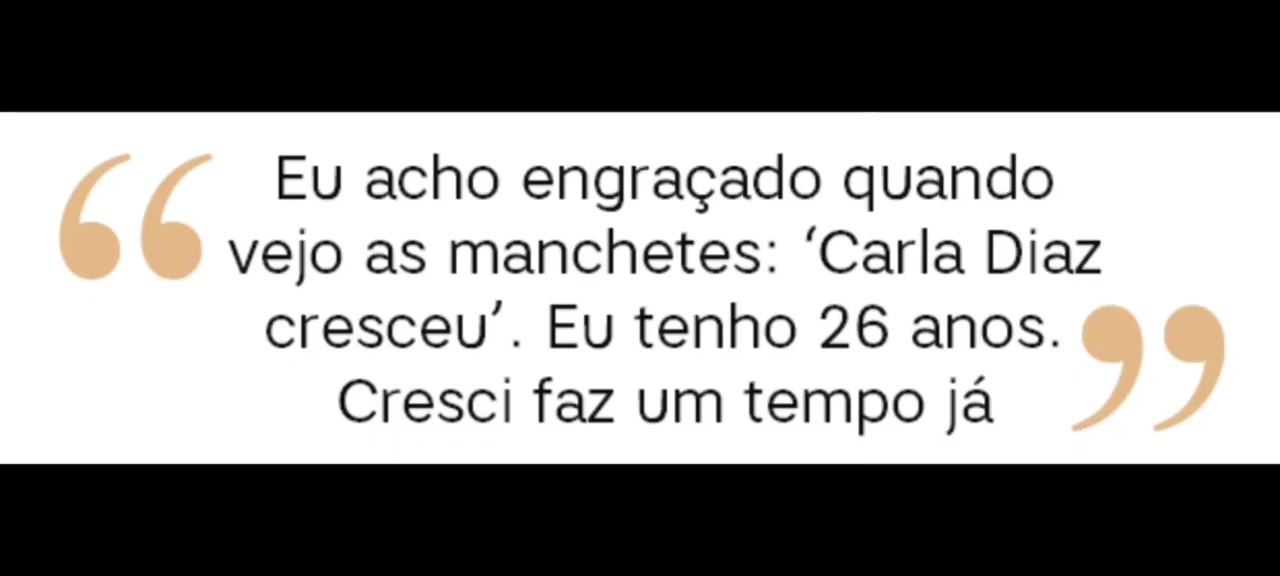 “ Eu acho engraçado quando
vejo as manchetes: ‘Carla Diaz
cresceu’. Eu tenho 26 anos.
Cresci faz um tempo já ”